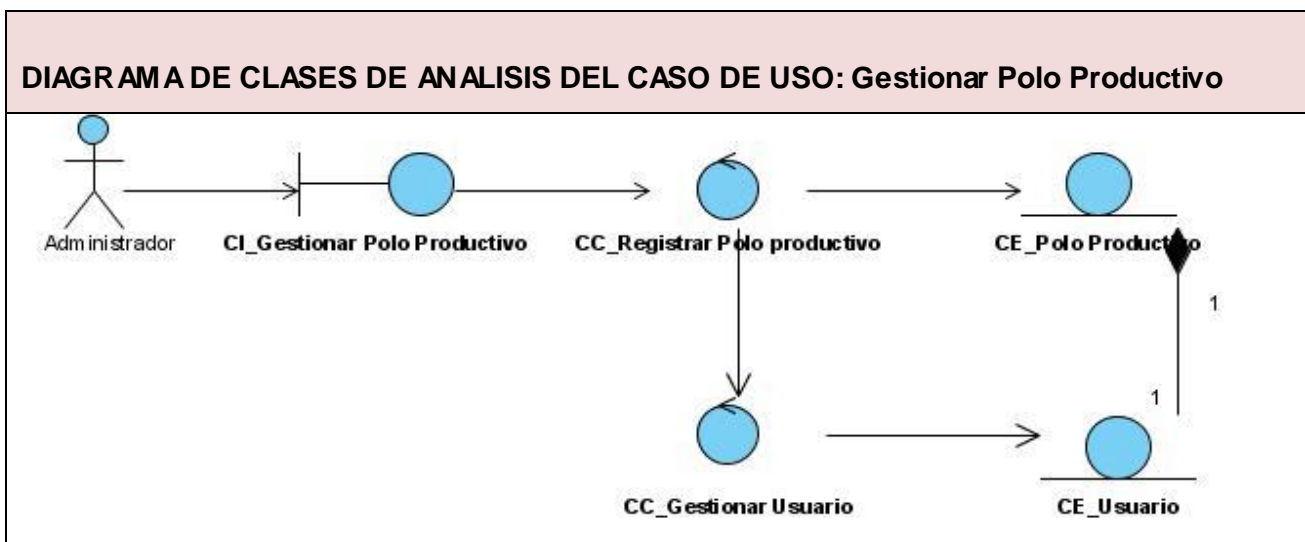 DIAGRAMA DE CLASES DE ANALISIS DEL CASO DE USO: Gestionar Polo Productivo
Administrador
CI_Gestionar Polo Productivo
CC_Registrar Polo productivo
CE_Polo Productivo
1
1
CC_Gestionar Usuario
CE_Usuario